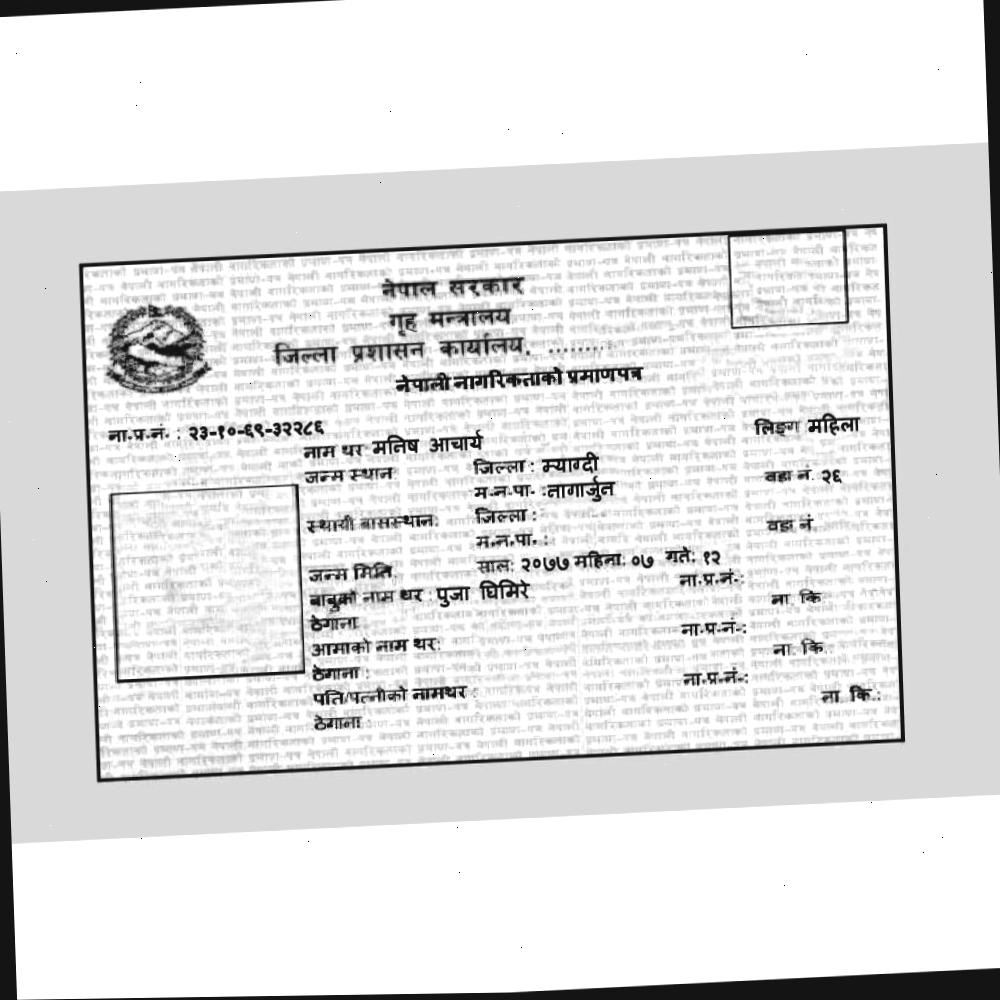 नेपाल सरकार
गृह मन्त्रालय
जिल्ला प्रशासन कार्यालय, ........
नेपाली नागरिकताको प्रमाणपत्र
ना.प्र.नं. : २३-१०-६९-३२२८६ लिङ्ग महिला
नाम थर मनिष आचार्य
जन्म स्थान: जिल्ला : म्याग्दी वडा नं. २६
म.न.पा. :नागार्जुन
स्थायी बासस्थान: जिल्ला : वडा नं.
म.न.पा. :
जन्म मिति: साल: २०७७ महिना: ०७ गते: १२
बाबुको नाम थर : पुजा घिमिरे ना.प्र.नं.:
ठेगाना ना. कि.
आमाको नाम थर: ना.प्र.नं.:
ठेगाना : ना. कि.
पति/पत्नीको नामथर : ना.प्र.नं.:
ठेगाना : ना. कि.: